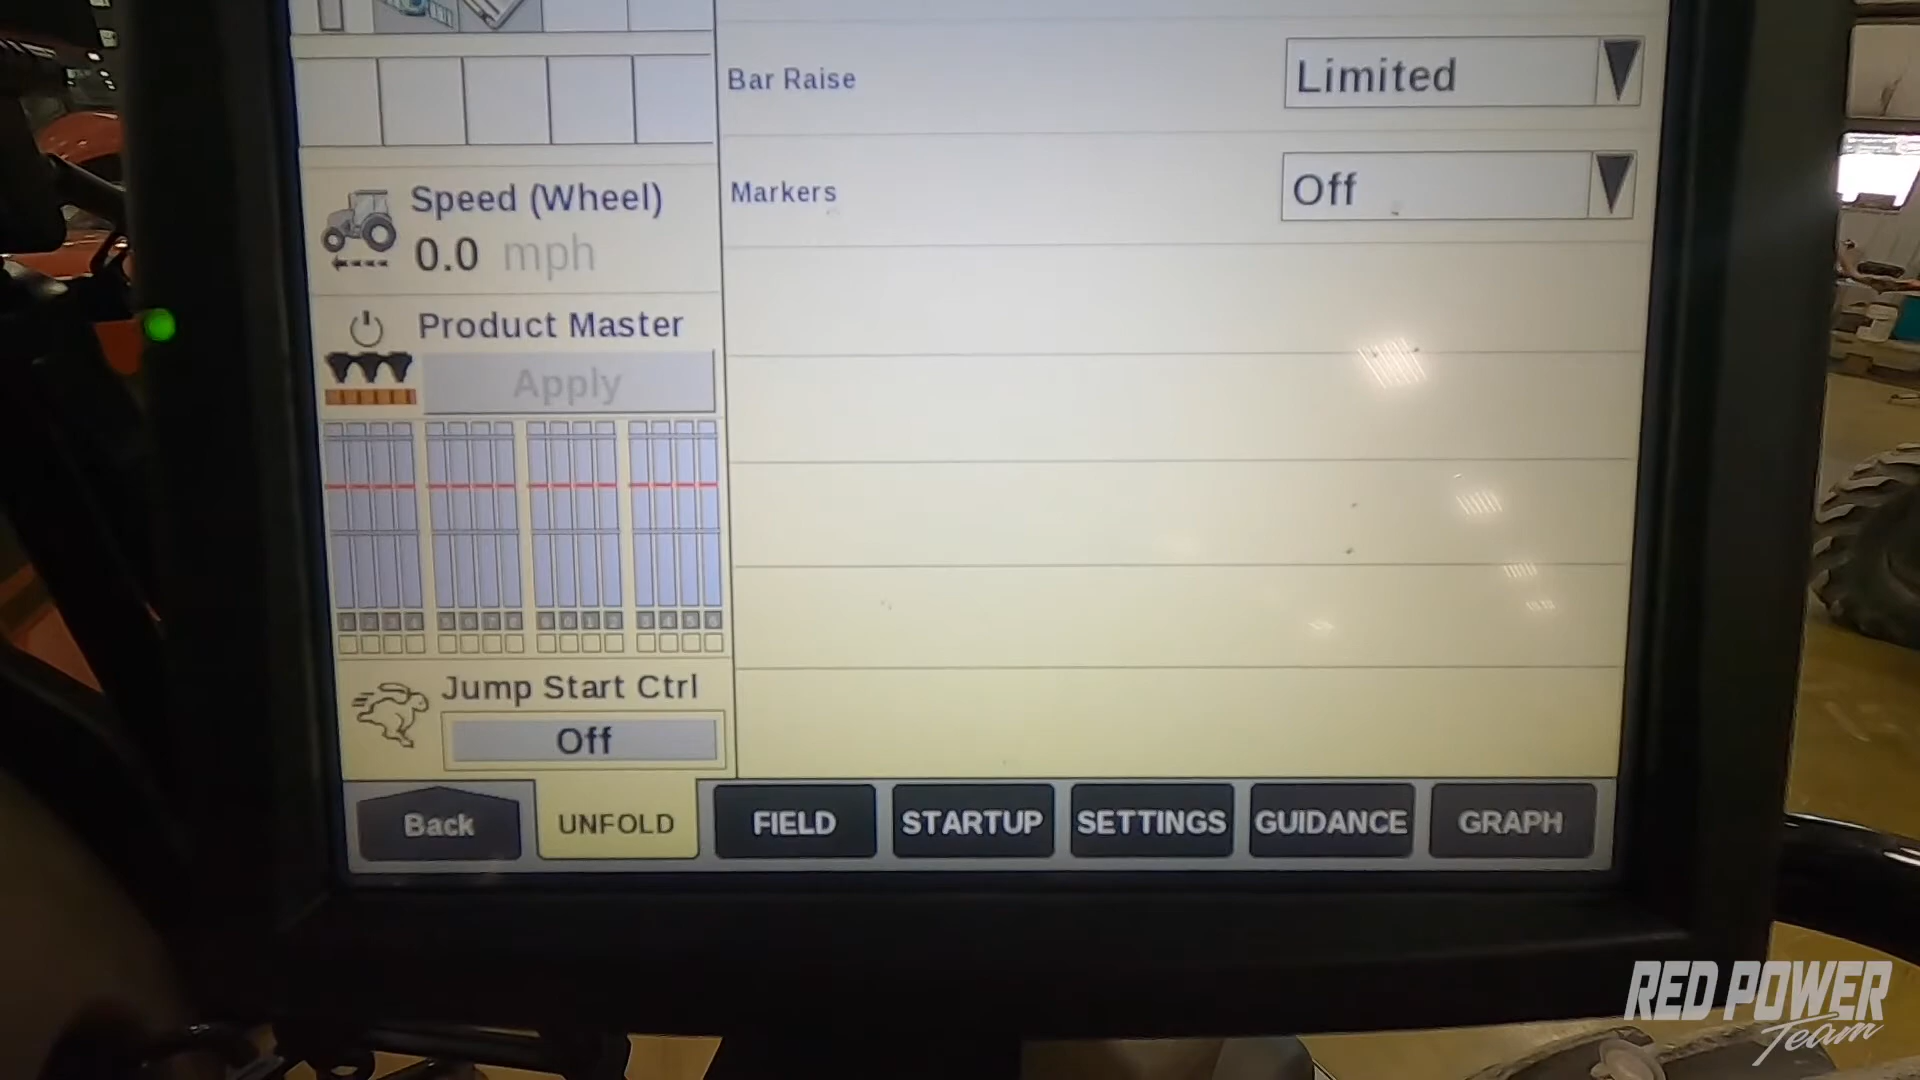 Bar Raise
Limited
Markers
Off
Speed (Wheel)
0.0 mph
Product Master
Apply
Jump Start Ctrl
Off
Back
UNFOLD
FIELD
STARTUP
SETTINGS
GUIDANCE
GRAPH
RED POWER
Team